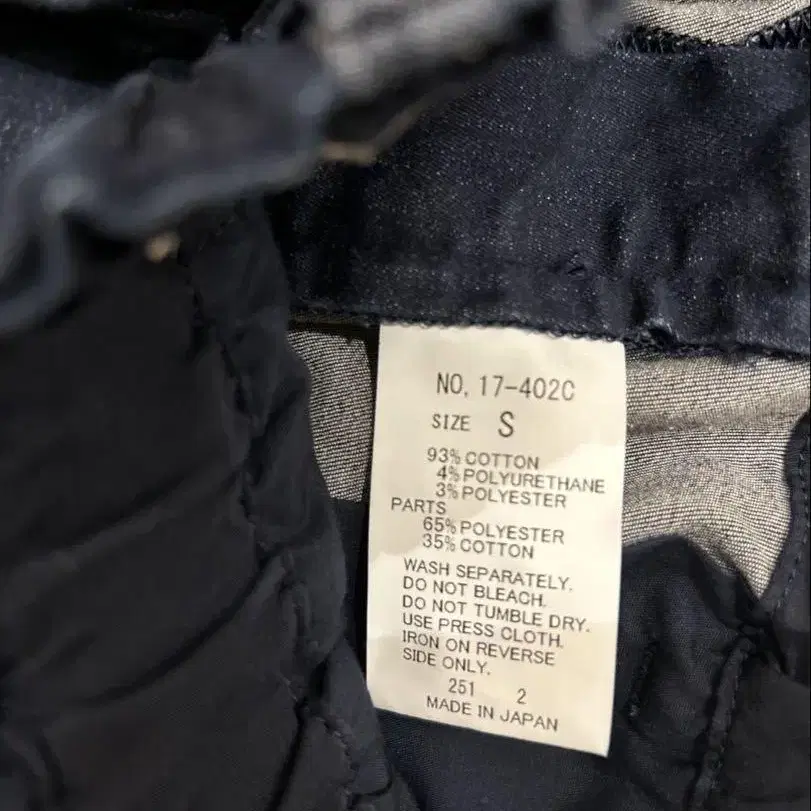 NO, 17-402C
SIZE S
93% COTTON
4% POLYURETHANE
3% POLYESTER
PARTS
65% POLYESTER
35% COTTON
WASH SEPARATELY.
DO NOT BLEACH.
DO NOT TUMBLE DRY.
USE PRESS CLOTH.
IRON ON REVERSE
SIDE ONLY.
251 2
MADE IN JAPAN